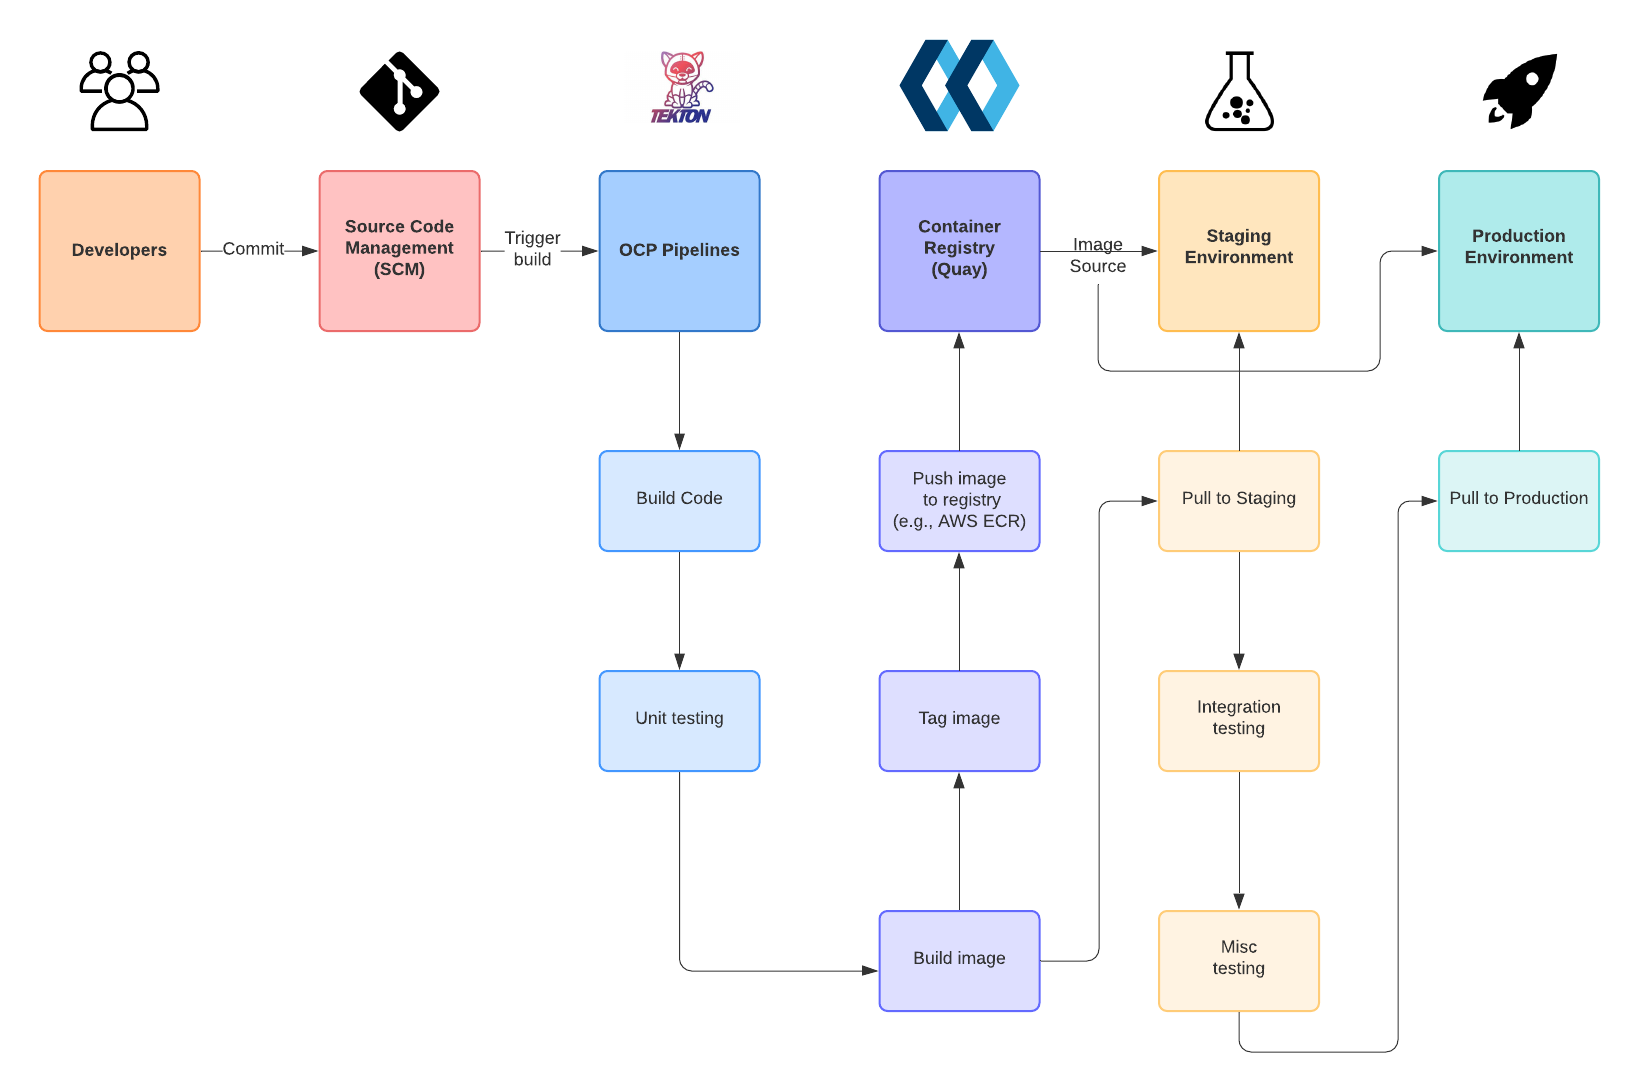 TEKTON
Developers
Commit
Source Code
Management
(SCM)
Trigger
build
OCP Pipelines
Container
Registry
(Quay)
Image
Source
Staging
Environment
Production
Environment
Build Code
Push image
to registry
(e.g., AWS ECR)
Pull to Staging
Pull to Production
Unit testing
Tag image
Integration
testing
Build image
Misc
testing